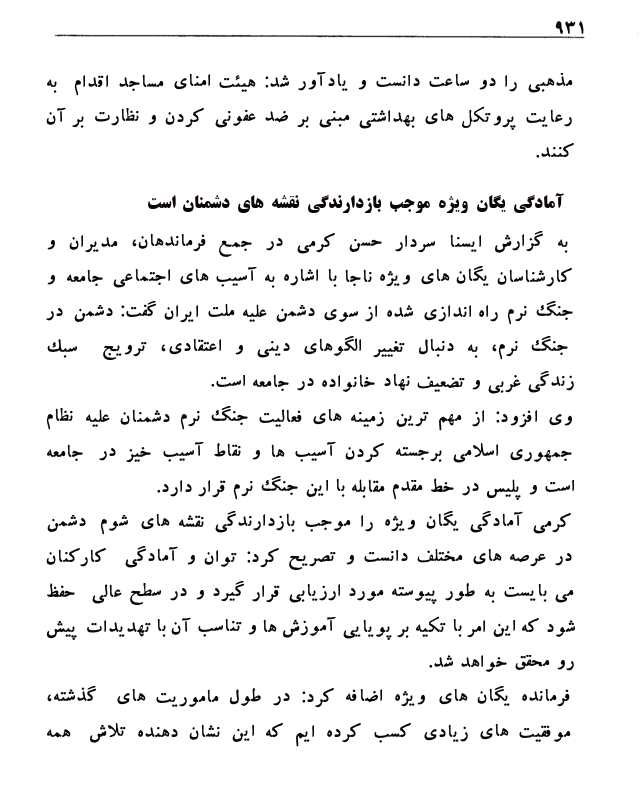 ۹۳۱
مذهبی را دو ساعت دانست و یادآور شد: هیئت امنای مساجد اقدام به
رعایت پروتکل های بهداشتی مبنی بر ضد عفونی کردن و نظارت بر آن
کنند.
آمادگی یگان ویژه موجب بازدارندگی نقشه های دشمنان است
به گزارش ایسنا سردار حسن کرمی در جمع فرماندهان، مدیران و
کارشناسان یگان های ویژه ناجا با اشاره به آسیب های اجتماعی جامعه و
جنگ نرم راه اندازی شده از سوی دشمن علیه ملت ایران گفت: دشمن در
جنگ نرم، به دنبال تغییر الگوهای دینی و اعتقادی، ترویج سبک
زندگی غربی و تضعیف نهاد خانواده در جامعه است.
وی افزود: از مهم ترین زمینه های فعالیت جنگ نرم دشمنان علیه نظام
جمهوری اسلامی برجسته کردن آسیب ها و نقاط آسیب خیز در جامعه
است و پلیس در خط مقدم مقابله با این جنگ نرم قرار دارد.
کرمی آمادگی یگان ویژه را موجب بازدارندگی نقشه های شوم دشمن
در عرصه های مختلف دانست و تصریح کرد: توان و آمادگی کارکنان
می بایست به طور پیوسته مورد ارزیابی قرار گیرد و در سطح عالی حفظ
شود که این امر با تکیه بر پویایی آموزش ها و تناسب آن با تهدیدات پیش
رو محقق خواهد شد.
فرمانده یگان های ویژه اضافه کرد: در طول ماموریت های گذشته،
موفقیت های زیادی کسب کرده ایم که این نشان دهنده تلاش همه